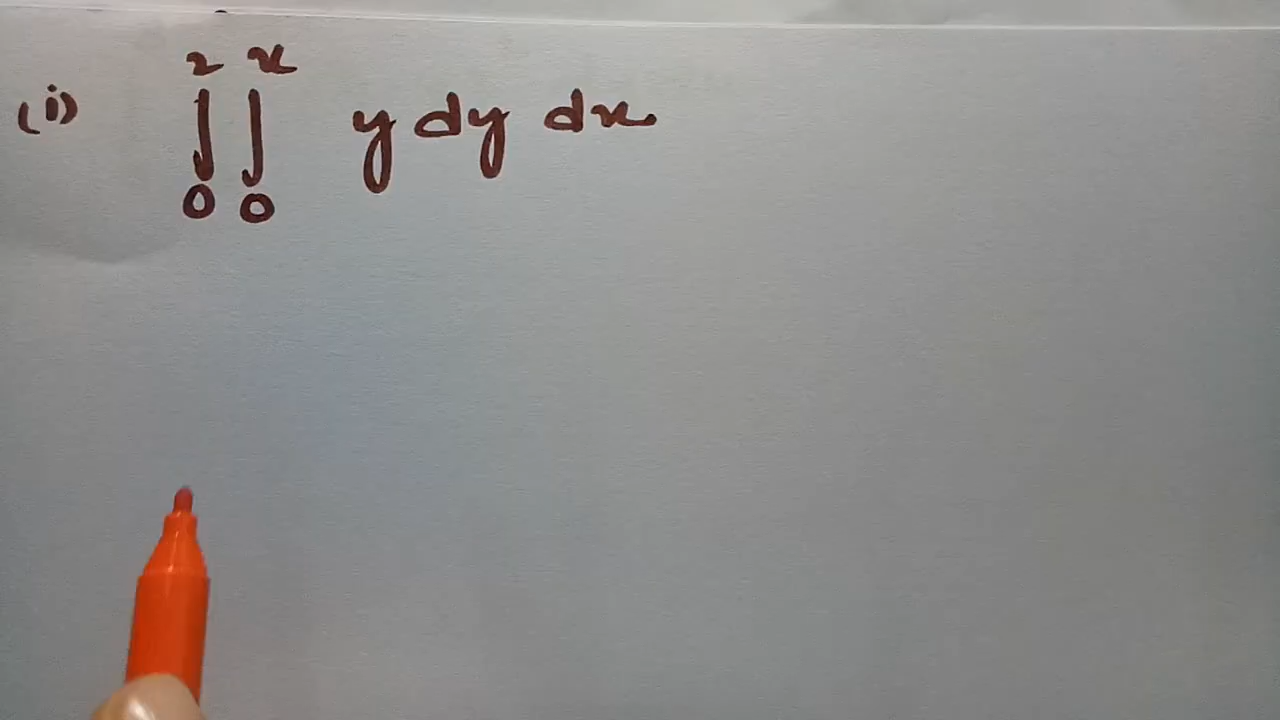 (i) ∫₀² ∫₀ˣ y dy dx